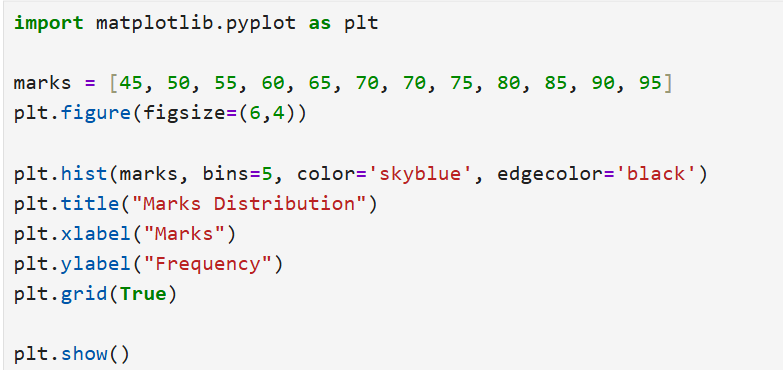 import matplotlib.pyplot as plt
marks = [45, 50, 55, 60, 65, 70, 70, 75, 80, 85, 90, 95]
plt.figure(figsize=(6,4))
plt.hist(marks, bins=5, color='skyblue', edgecolor='black')
plt.title("Marks Distribution")
plt.xlabel("Marks")
plt.ylabel("Frequency")
plt.grid(True)
plt.show()